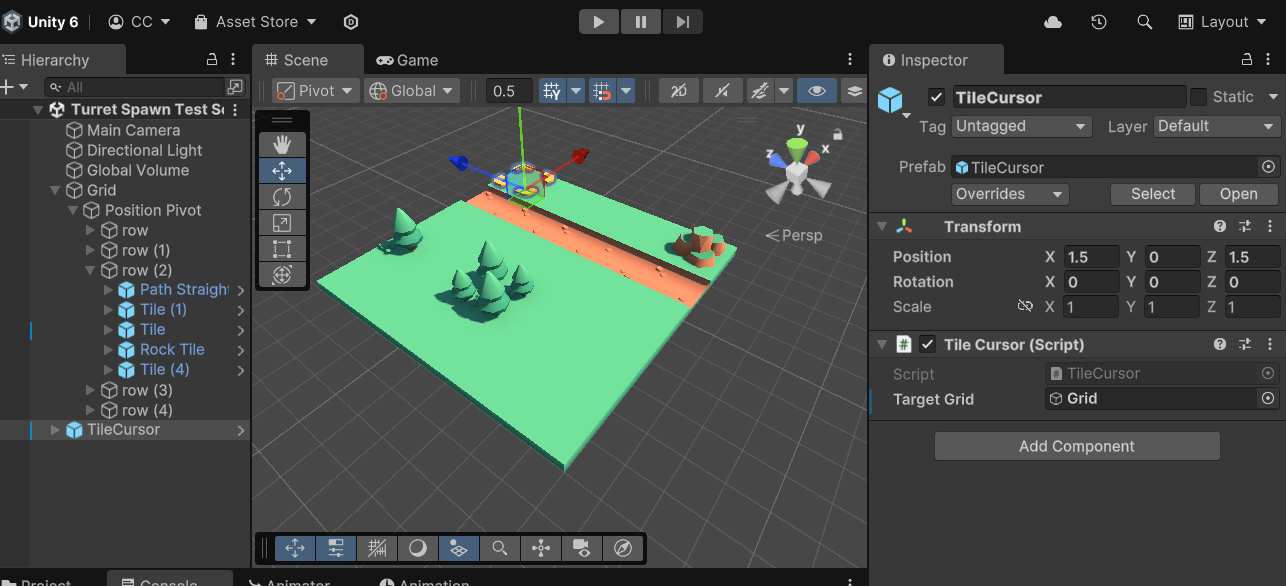 Unity 6 CC Asset Store Layout
Hierarchy
All
Turret Spawn Test S
Main Camera
Directional Light
Global Volume
Grid
Position Pivot
row
row (1)
row (2)
Path Straight
Tile (1)
Tile
Rock Tile
Tile (4)
row (3)
row (4)
TileCursor
Scene Game
Pivot Global 0.5 2D
y
x
z
Persp
Inspector
TileCursor Static
Tag Untagged Layer Default
Prefab TileCursor
Overrides Select Open
Transform
Position X 1.5 Y 0 Z 1.5
Rotation X 0 Y 0 Z 0
Scale X 1 Y 1 Z 1
# Tile Cursor (Script)
Script # TileCursor
Target Grid Grid
Add Component
Project Console Animator Animation